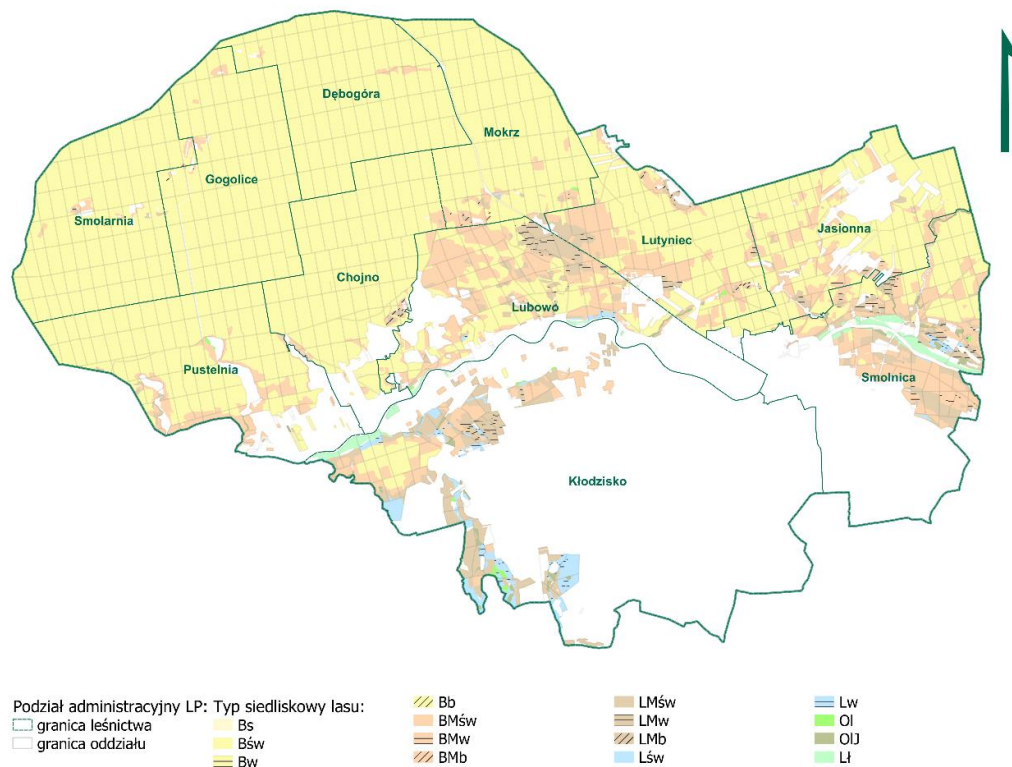 Dębogóra
Mokrz
Gogolice
Smolarnia
Lutyniec
Jasionna
Chojno
Lubowo
Pustelnia
Smolnica
Kłodzisko
Podział administracyjny LP:
granica leśnictwa
granica oddziału
Typ siedliskowy lasu:
Bs
Bśw
Bw
Bb
BMśw
BMw
BMb
LMśw
LMw
LMb
Lśw
Lw
Ol
OlJ
Lł